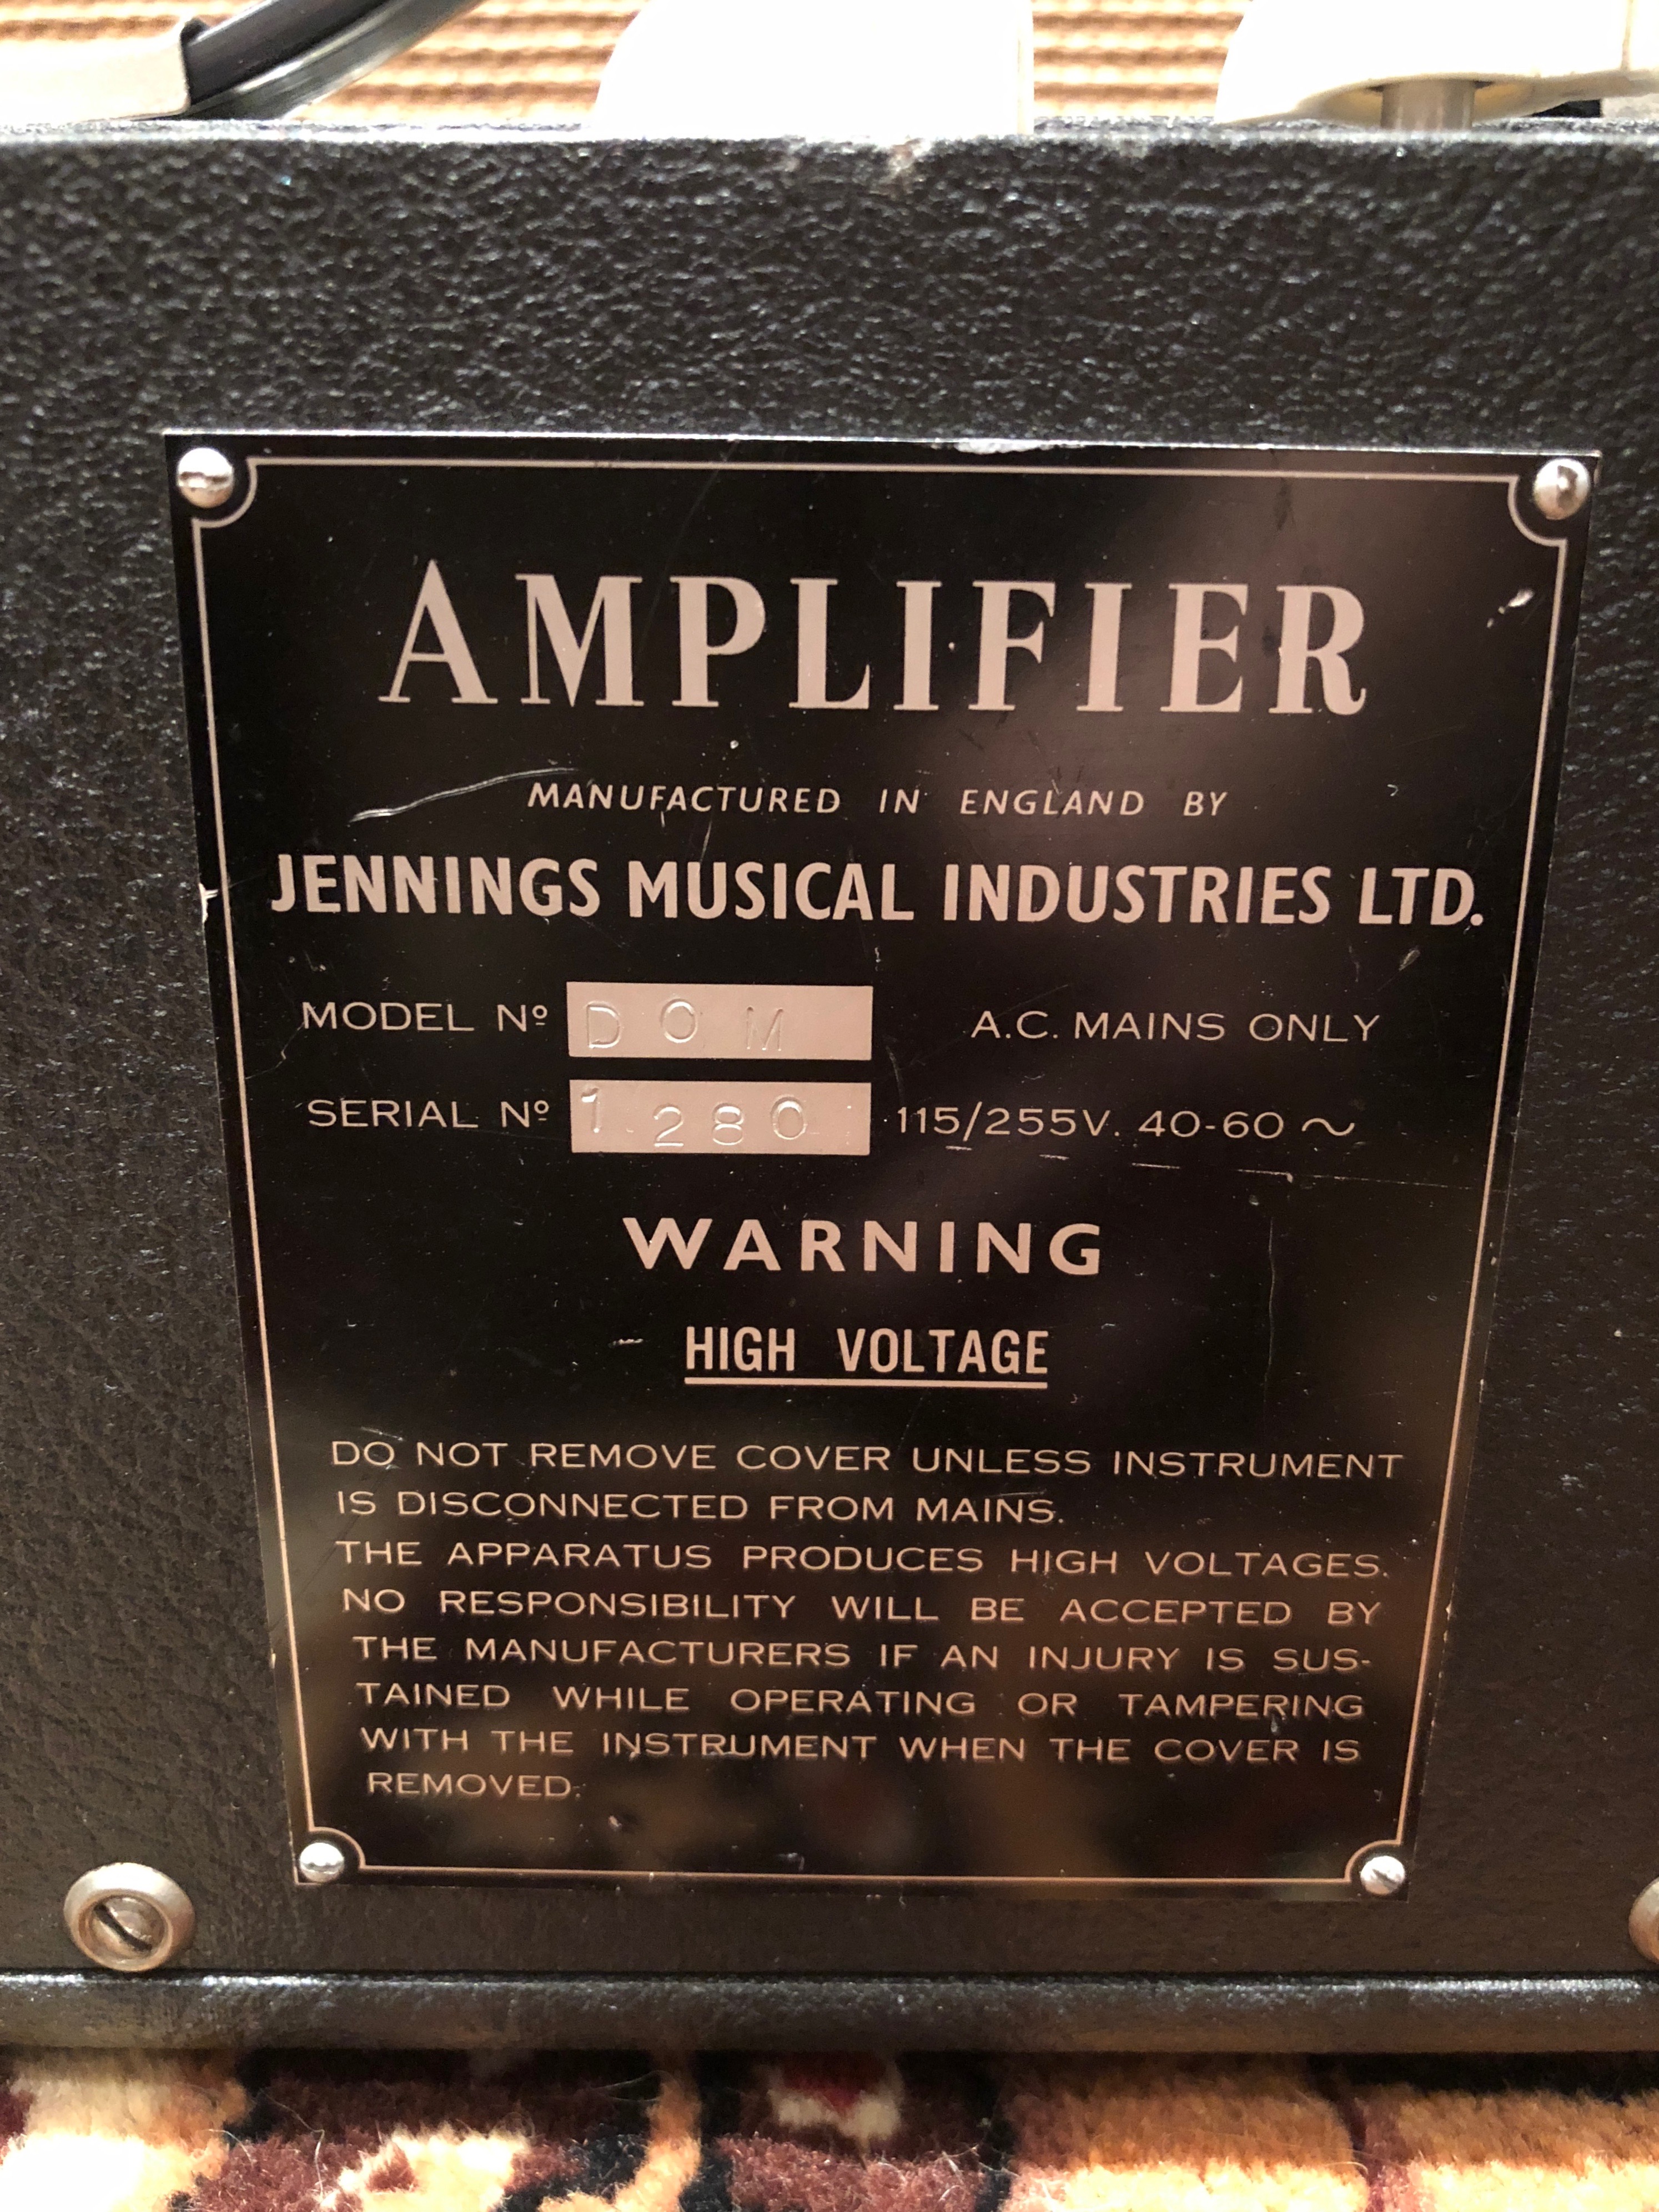 AMPLIFIER
MANUFACTURED IN ENGLAND BY
JENNINGS MUSICAL INDUSTRIES LTD.
MODEL Nº DOM A.C. MAINS ONLY
SERIAL Nº 1280 115/255V. 40-60 ~
WARNING
HIGH VOLTAGE
DO NOT REMOVE COVER UNLESS INSTRUMENT
IS DISCONNECTED FROM MAINS.
THE APPARATUS PRODUCES HIGH VOLTAGES.
NO RESPONSIBILITY WILL BE ACCEPTED BY
THE MANUFACTURERS IF AN INJURY IS SUS-
TAINED WHILE OPERATING OR TAMPERING
WITH THE INSTRUMENT WHEN THE COVER IS
REMOVED.